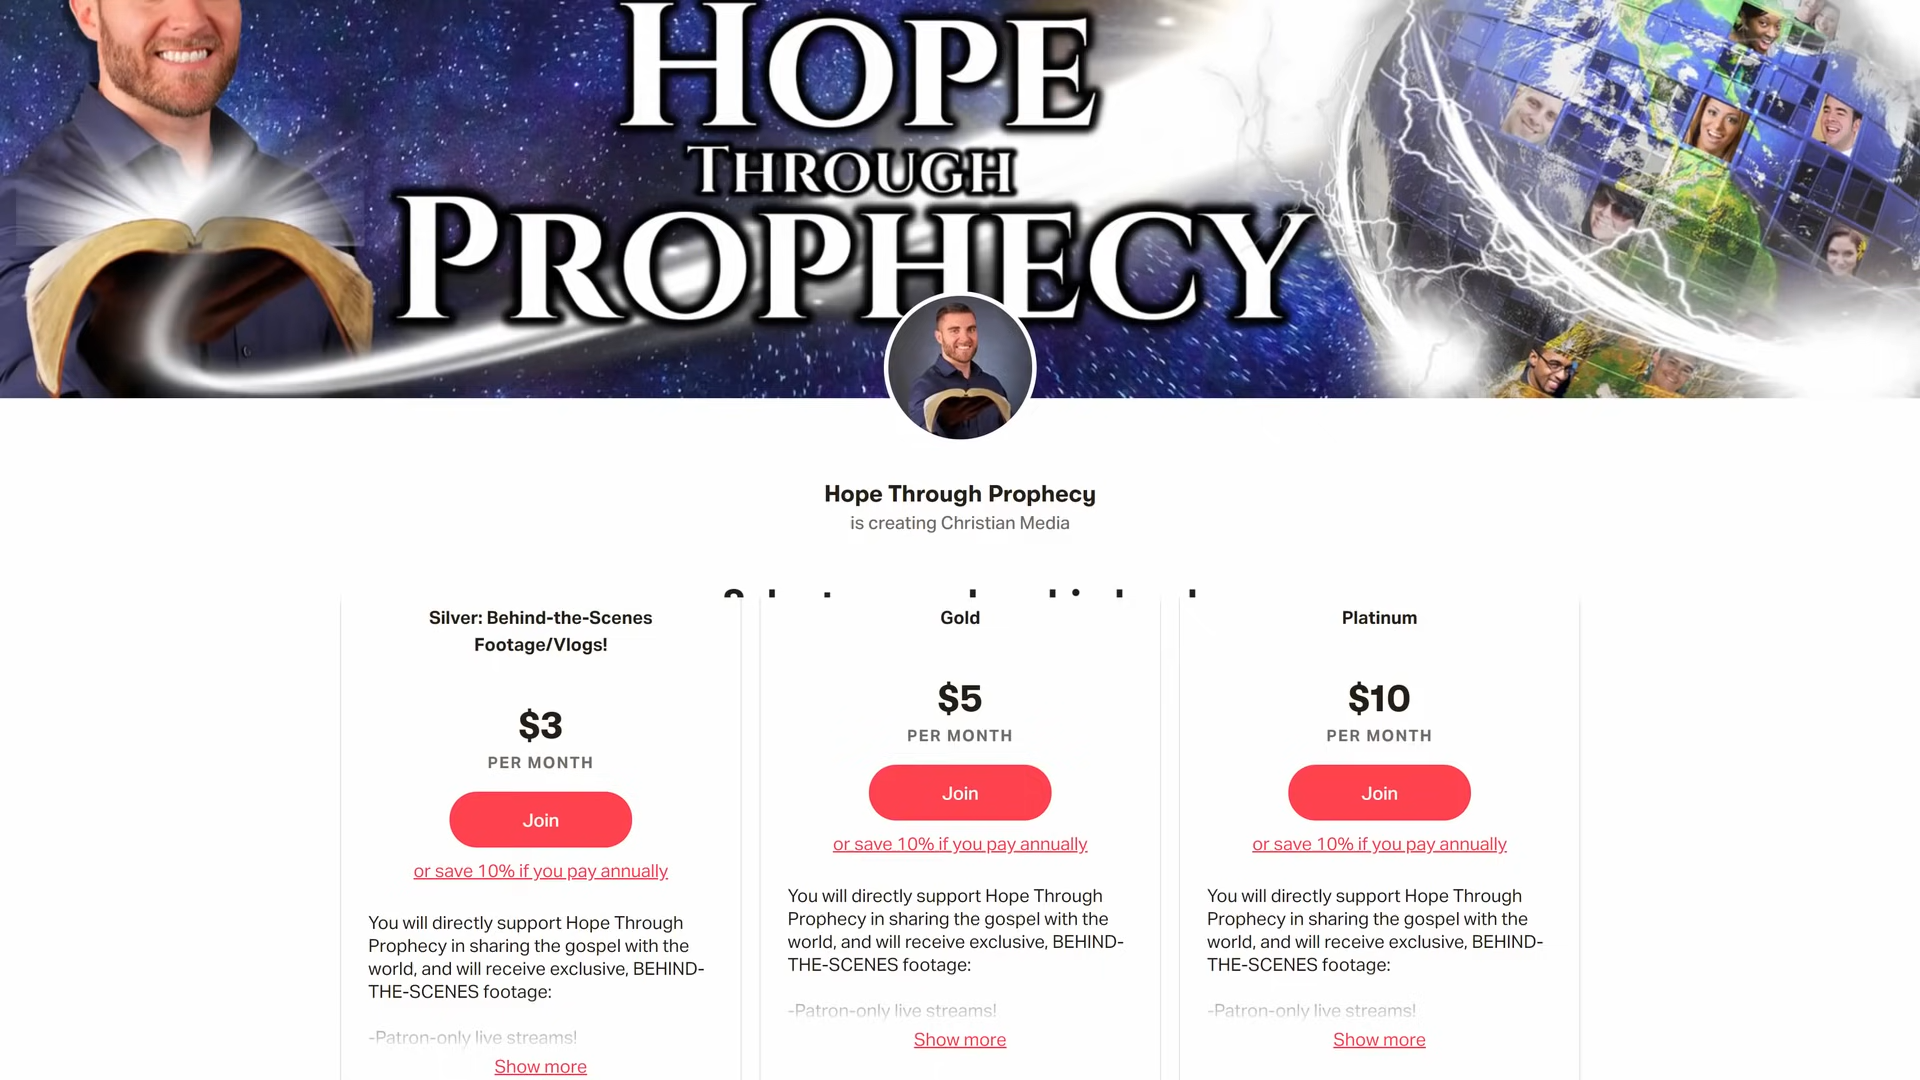 HOPE
THROUGH
PROPHECY
Hope Through Prophecy
is creating Christian Media
Silver: Behind-the-Scenes
Footage/Vlogs!
$3
PER MONTH
Join
or save 10% if you pay annually
You will directly support Hope Through
Prophecy in sharing the gospel with the
world, and will receive exclusive, BEHIND-
THE-SCENES footage:
-Patron-only live streams!
Show more
Gold
$5
PER MONTH
Join
or save 10% if you pay annually
You will directly support Hope Through
Prophecy in sharing the gospel with the
world, and will receive exclusive, BEHIND-
THE-SCENES footage:
-Patron-only live streams!
Show more
Platinum
$10
PER MONTH
Join
or save 10% if you pay annually
You will directly support Hope Through
Prophecy in sharing the gospel with the
world, and will receive exclusive, BEHIND-
THE-SCENES footage:
-Patron-only live streams!
Show more